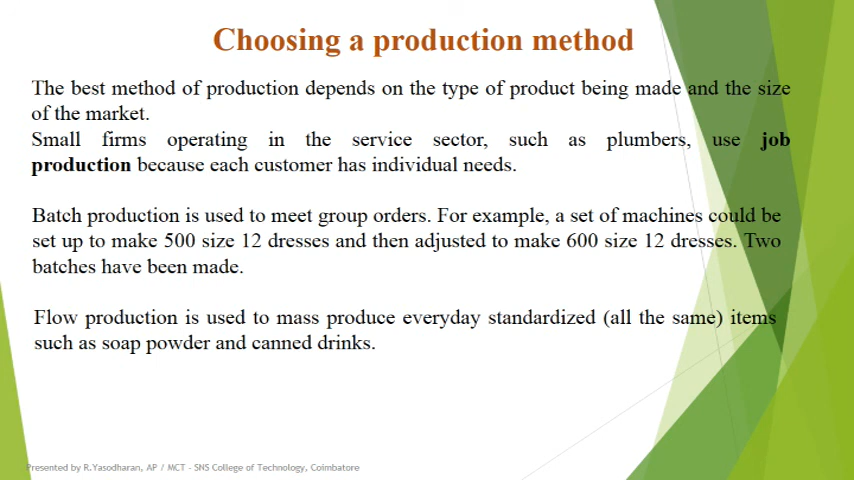 Choosing a production method
The best method of production depends on the type of product being made and the size
of the market.
Small firms operating in the service sector, such as plumbers, use job
production because each customer has individual needs.
Batch production is used to meet group orders. For example, a set of machines could be
set up to make 500 size 12 dresses and then adjusted to make 600 size 12 dresses. Two
batches have been made.
Flow production is used to mass produce everyday standardized (all the same) items
such as soap powder and canned drinks.
Presented by R.Yasodharan, AP / MCT - SNS College of Technology, Coimbatore